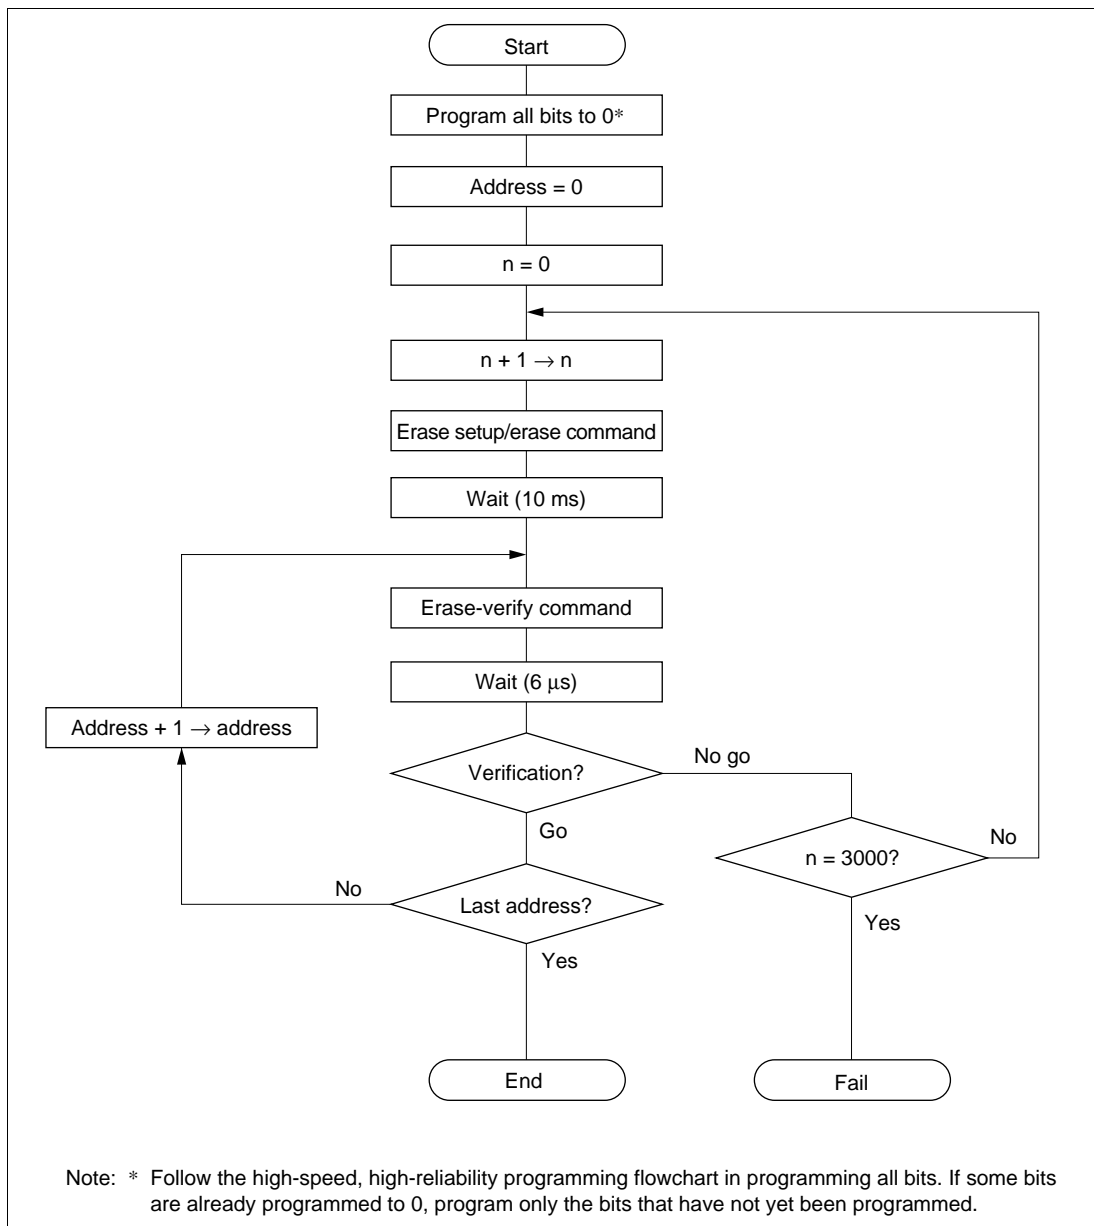 Start
Program all bits to 0*
Address = 0
n = 0
n + 1 → n
Erase setup/erase command
Wait (10 ms)
Erase-verify command
Wait (6 µs)
Address + 1 → address
Verification?
No go
Go
n = 3000?
No
Last address?
No
Yes
Yes
End
Fail
Note: * Follow the high-speed, high-reliability programming flowchart in programming all bits. If some bits
are already programmed to 0, program only the bits that have not yet been programmed.